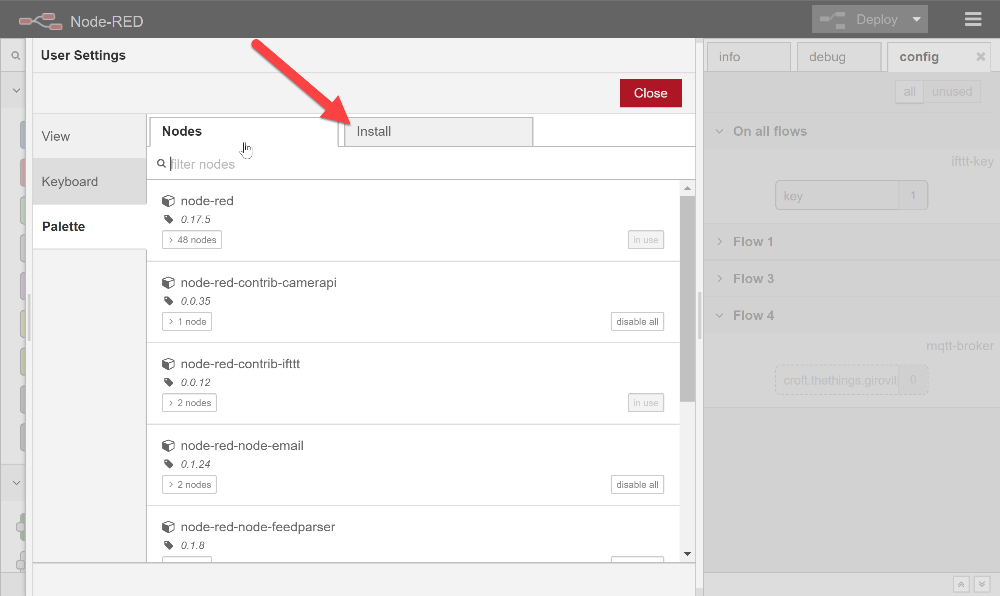 Node-RED
Deploy
User Settings
info
debug
config
Close
all
unused
View
Keyboard
Palette
Nodes
Install
filter nodes
node-red
0.17.5
48 nodes
in use
node-red-contrib-camerapi
0.0.35
1 node
disable all
node-red-contrib-ifttt
0.0.12
2 nodes
in use
node-red-node-email
0.1.24
2 nodes
disable all
node-red-node-feedparser
0.1.8
On all flows
ifttt-key
key
1
Flow 1
Flow 3
Flow 4
mqtt-broker
croft.thethings.girovit
0